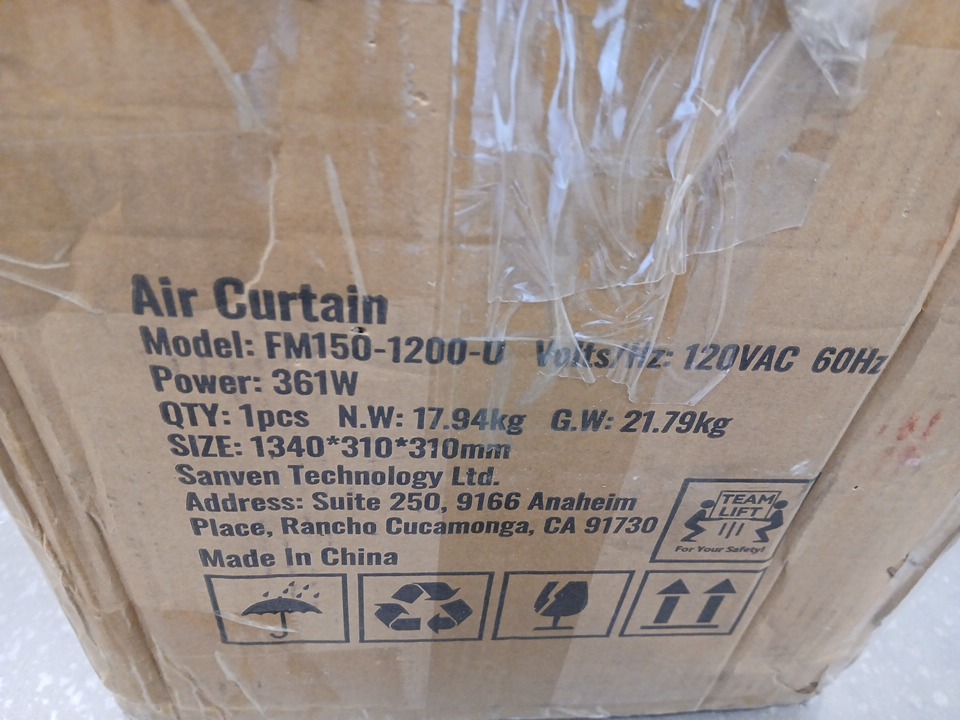 Air Curtain
Model: FM150-1200-U Volts/Hz: 120VAC 60Hz
Power: 361W
QTY: 1pcs N.W: 17.94kg G.W: 21.79kg
SIZE: 1340*310*310mm
Sanven Technology Ltd.
Address: Suite 250, 9166 Anaheim
Place, Rancho Cucamonga, CA 91730
TEAM
LIFT
For Your Safety!
Made In China